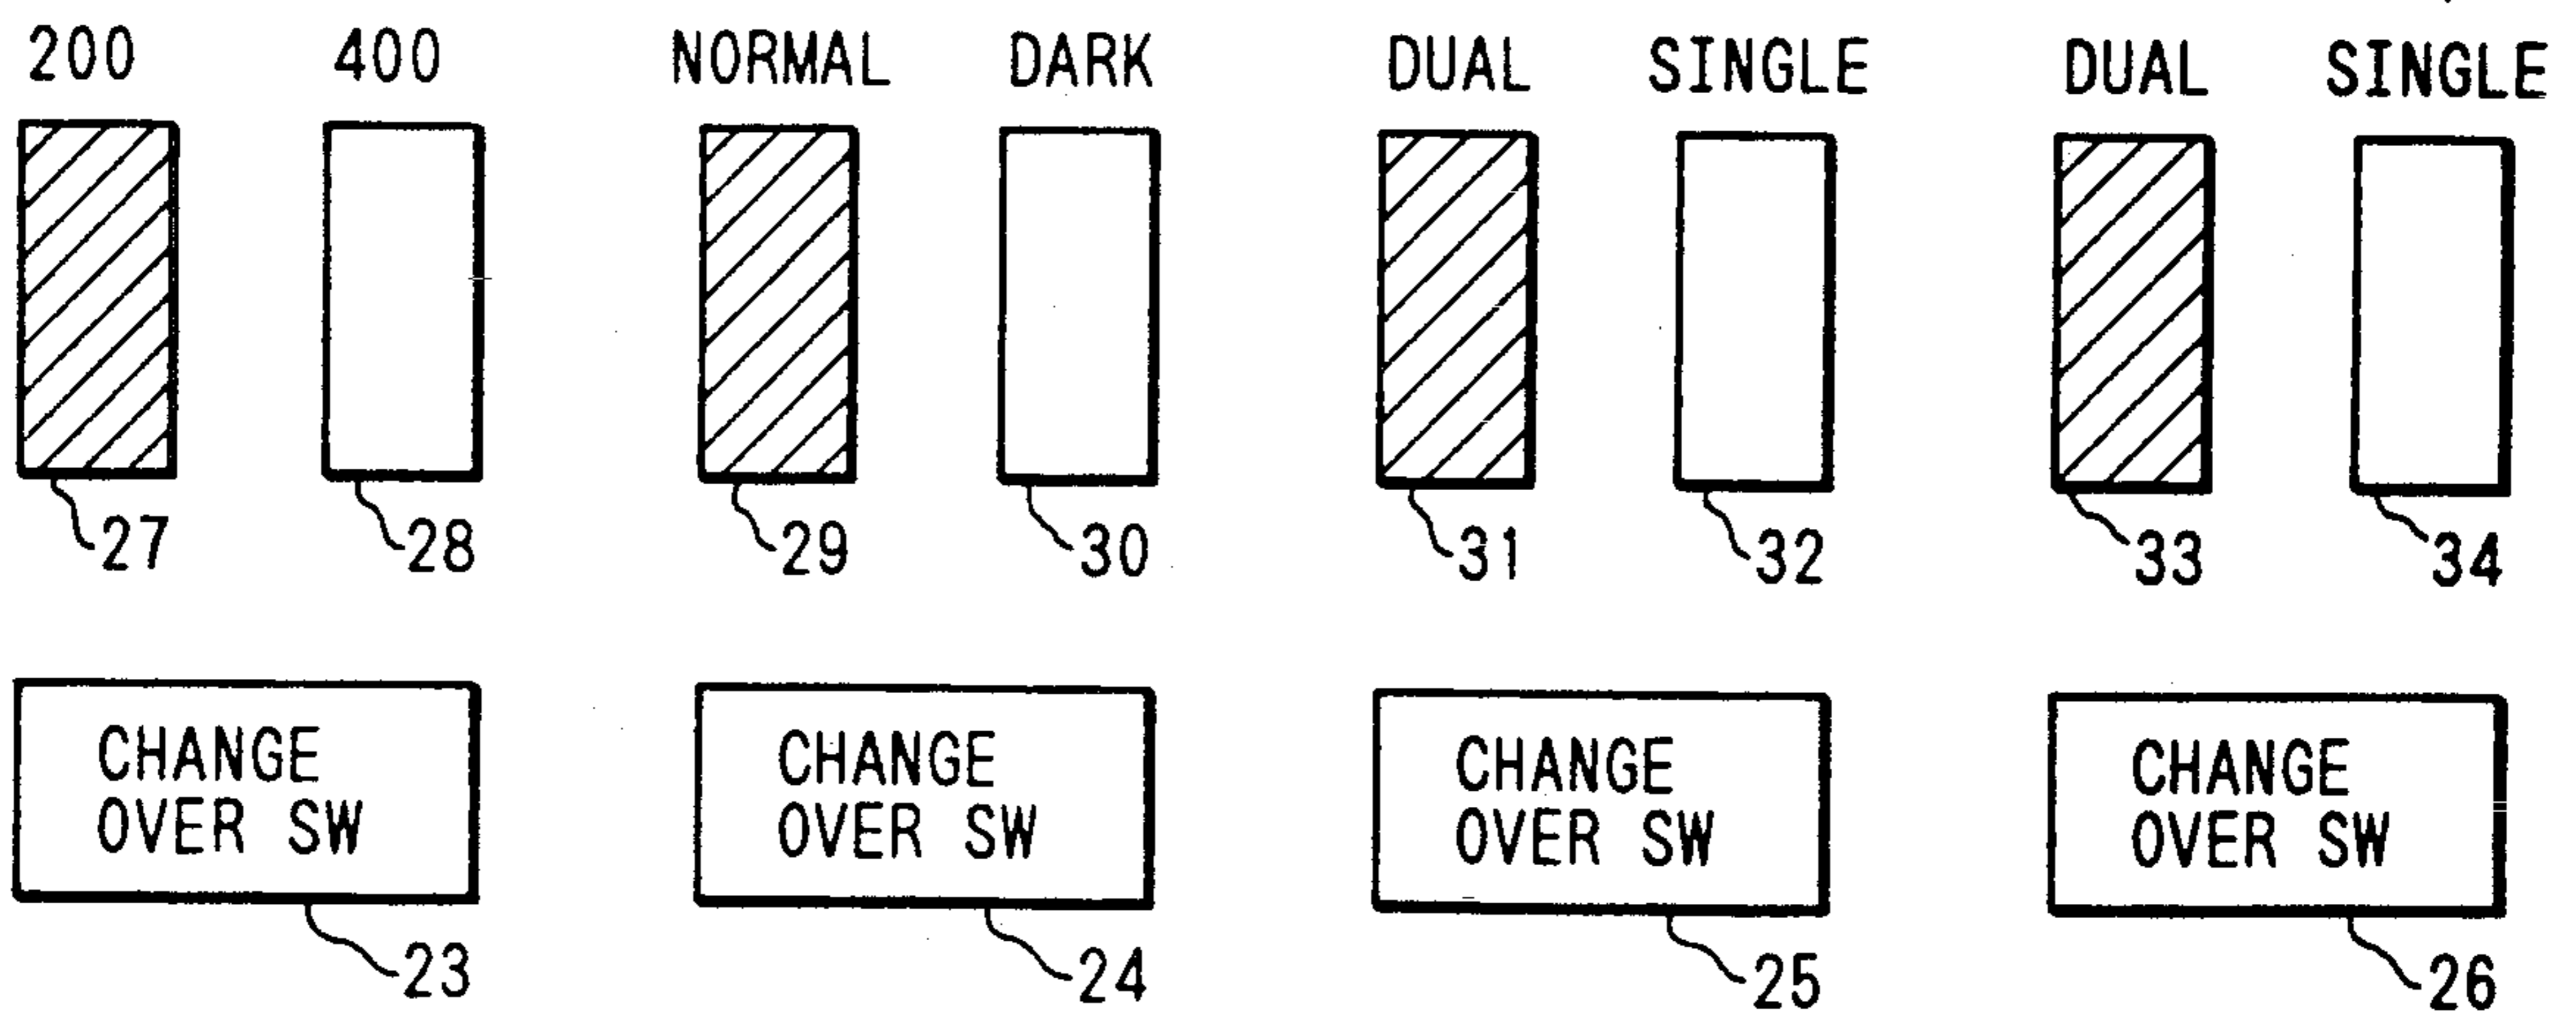 200 400 NORMAL DARK DUAL SINGLE DUAL SINGLE
27 28 29 30 31 32 33 34
CHANGE
OVER SW
CHANGE
OVER SW
CHANGE
OVER SW
CHANGE
OVER SW
23 24 25 26